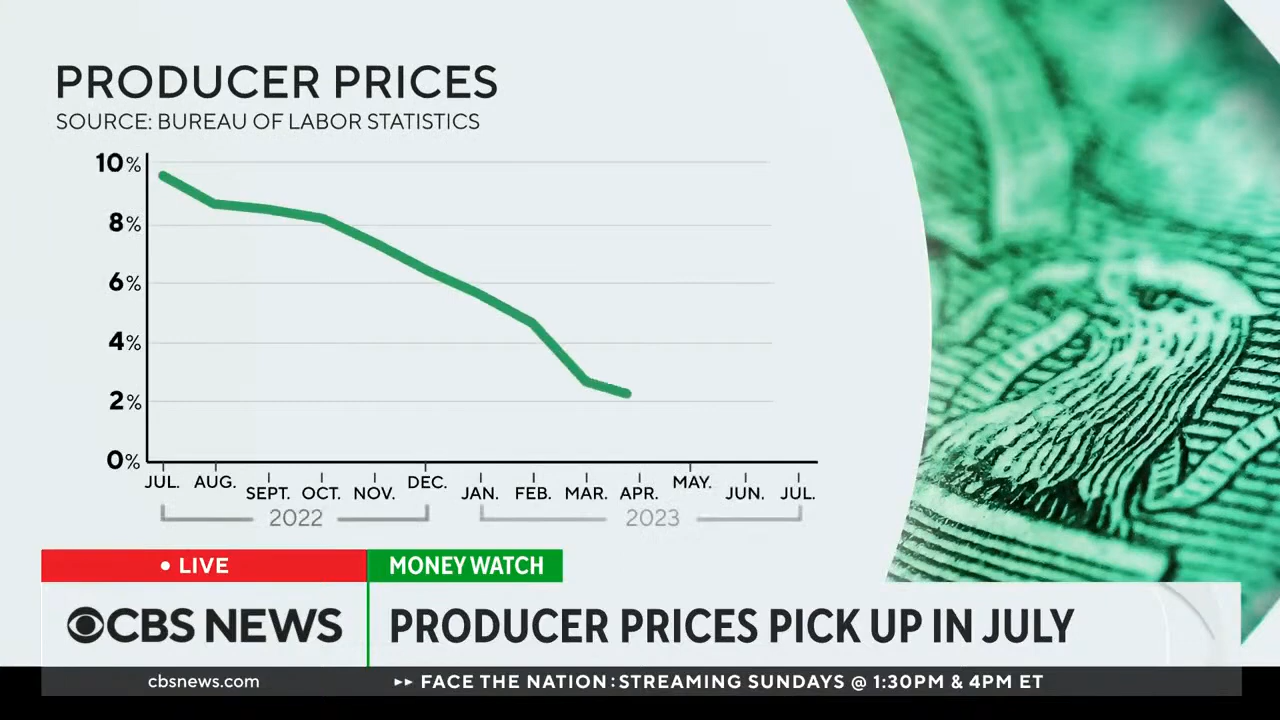 PRODUCER PRICES
SOURCE: BUREAU OF LABOR STATISTICS
10%
8%
6%
4%
2%
0%
JUL. AUG. SEPT. OCT. NOV. DEC. JAN. FEB. MAR. APR. MAY. JUN. JUL.
2022 2023
• LIVE MONEY WATCH
CBS NEWS PRODUCER PRICES PICK UP IN JULY
cbsnews.com ▸▸ FACE THE NATION: STREAMING SUNDAYS @ 1:30PM & 4PM ET